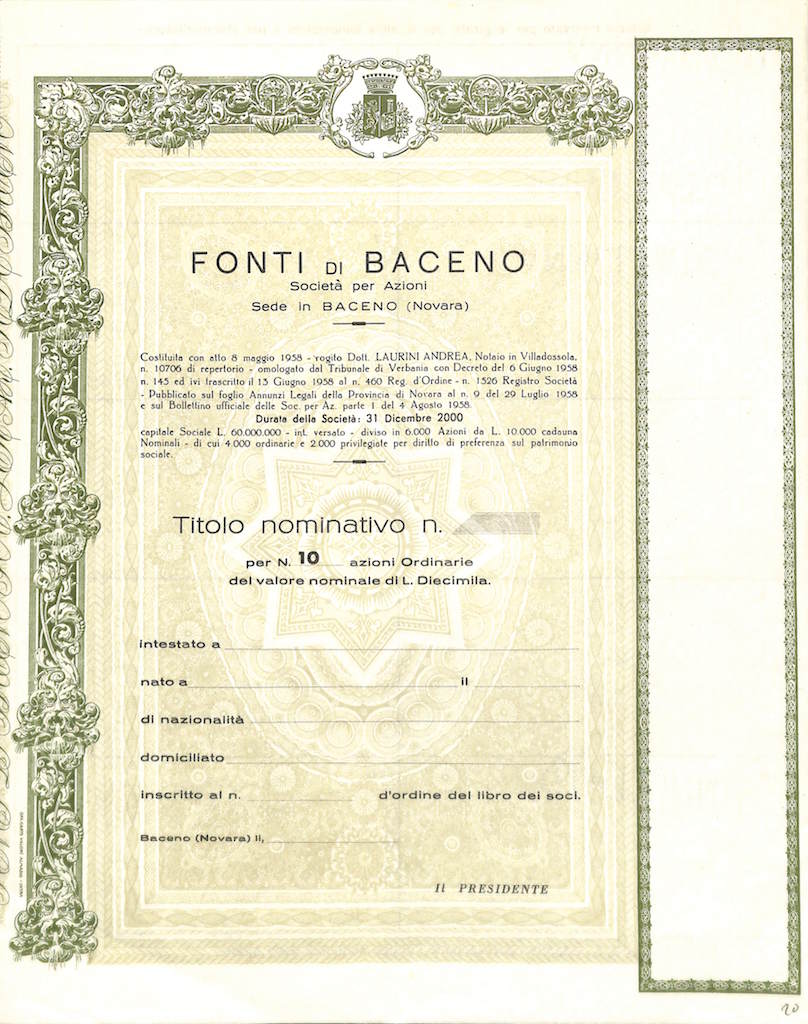 FONTI DI BACENO
Società per Azioni
Sede in BACENO (Novara)
Costituita con atto 8 maggio 1958 - rogito Dott. LAURINI ANDREA, Notaio in Villadossola,
n. 10706 di repertorio - omologato dal Tribunale di Verbania con Decreto del 6 Giugno 1958
n. 145 ed ivi trascritto il 13 Giugno 1958 al n. 460 Reg. d'Ordine - n. 1526 Registro Società
- Pubblicato sul foglio Annunzi Legali della Provincia di Novara al n. 9 del 29 Luglio 1958
e sul Bollettino ufficiale delle Soc. per Az. parte 1 del 4 Agosto 1958.
Durata della Società: 31 Dicembre 2000
capitale Sociale L. 60.000.000 - int. versato - diviso in 6.000 Azioni da L. 10.000 cadauna
Nominali - di cui 4.000 ordinarie e 2.000 privilegiate per diritto di preferenza sul patrimonio
sociale.
Titolo nominativo n.
per N. 10 azioni Ordinarie
del valore nominale di L. Diecimila.
intestato a
nato a il
di nazionalità
domiciliato
inscritto al n. d'ordine del libro dei soci.
Baceno (Novara) li,
Il PRESIDENTE
20